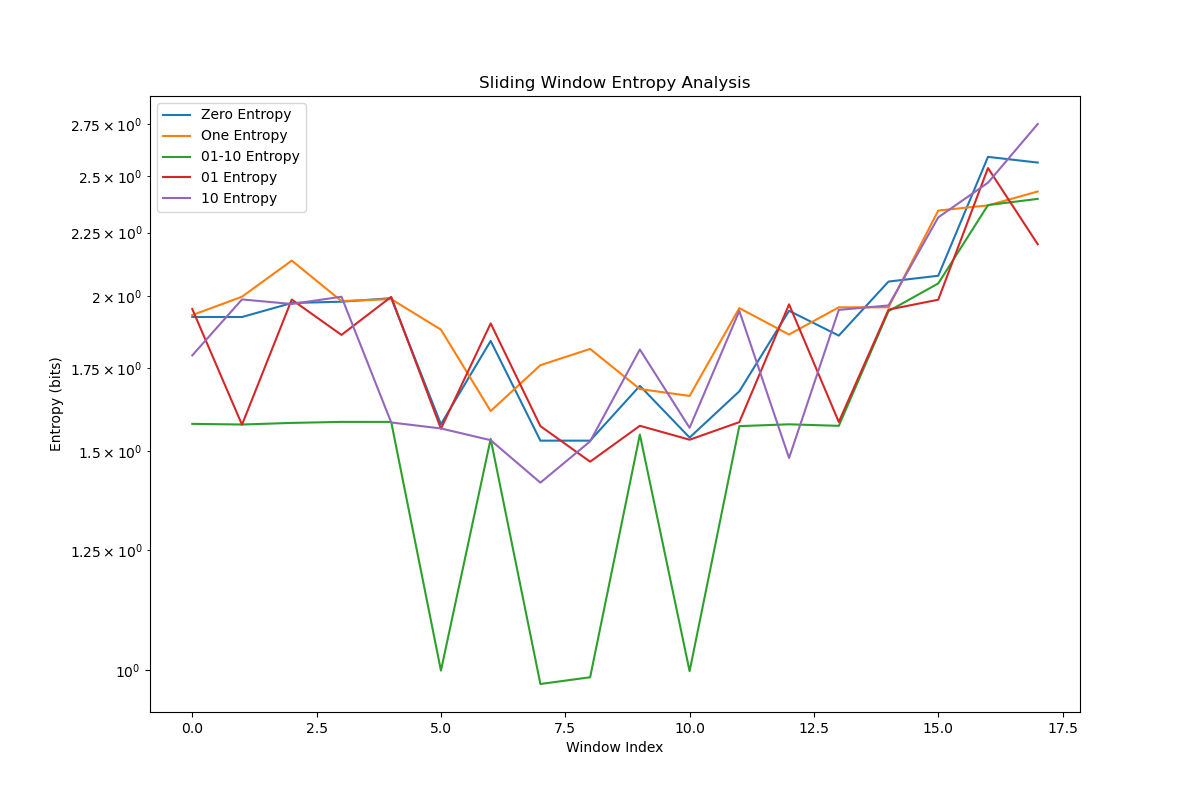 Sliding Window Entropy Analysis
Zero Entropy
One Entropy
01-10 Entropy
01 Entropy
10 Entropy
2.75 × 10⁰
2.5 × 10⁰
2.25 × 10⁰
2 × 10⁰
1.75 × 10⁰
1.5 × 10⁰
1.25 × 10⁰
10⁰
Entropy (bits)
0.0 2.5 5.0 7.5 10.0 12.5 15.0 17.5
Window Index